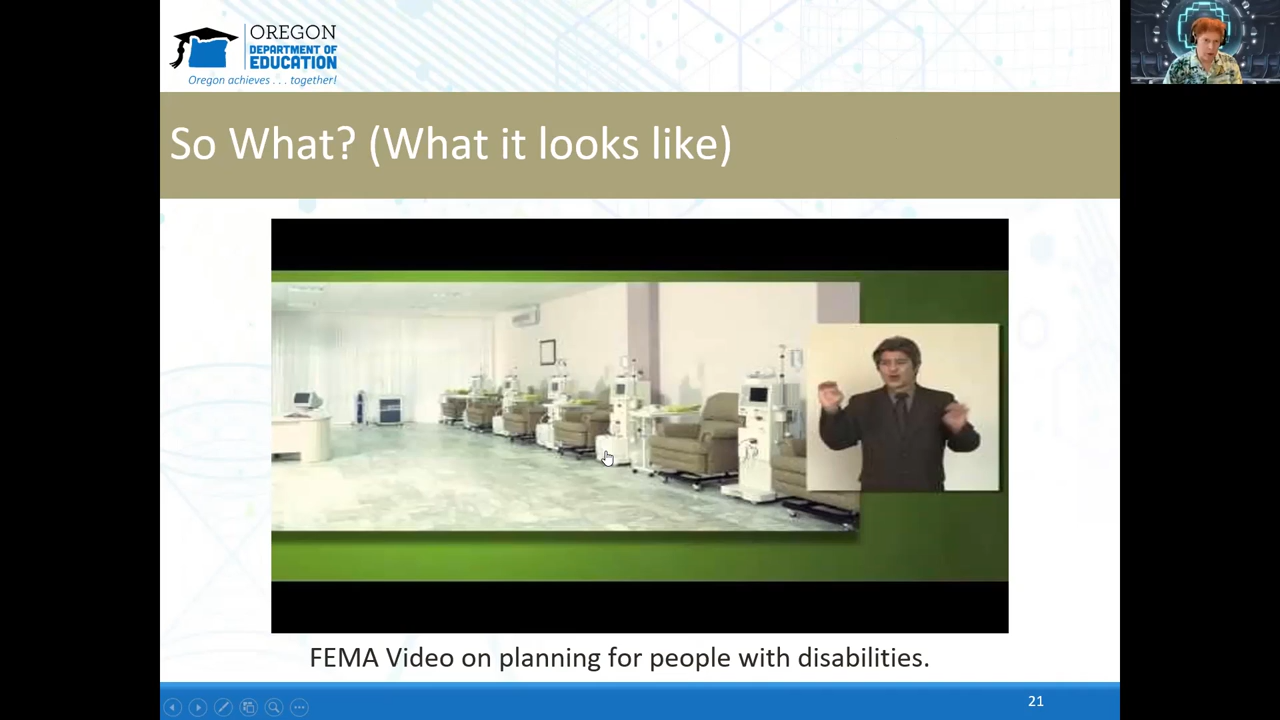 OREGON
DEPARTMENT OF
EDUCATION
Oregon achieves . . . together!
So What? (What it looks like)
FEMA Video on planning for people with disabilities.
21